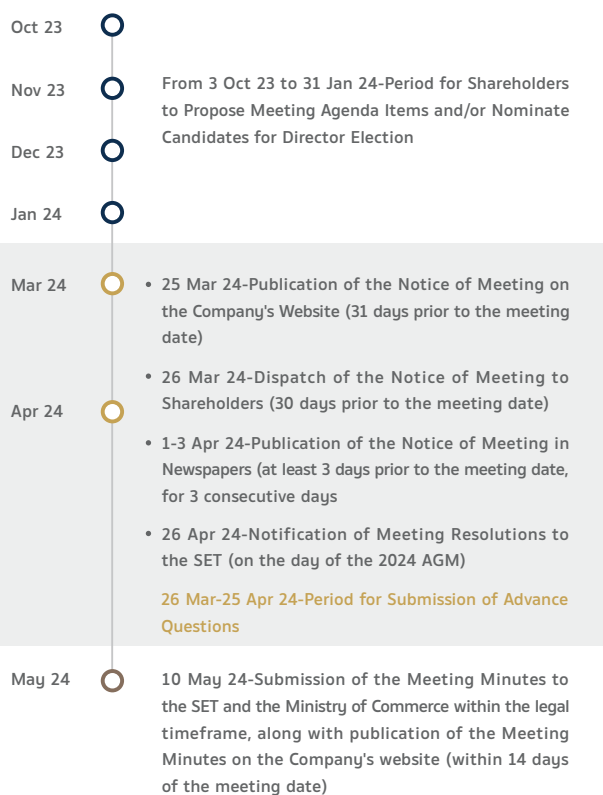 Oct 23
Nov 23
From 3 Oct 23 to 31 Jan 24-Period for Shareholders
to Propose Meeting Agenda Items and/or Nominate
Candidates for Director Election
Dec 23
Jan 24
Mar 24
• 25 Mar 24-Publication of the Notice of Meeting on
the Company's Website (31 days prior to the meeting
date)
• 26 Mar 24-Dispatch of the Notice of Meeting to
Shareholders (30 days prior to the meeting date)
Apr 24
• 1-3 Apr 24-Publication of the Notice of Meeting in
Newspapers (at least 3 days prior to the meeting date,
for 3 consecutive days
• 26 Apr 24-Notification of Meeting Resolutions to
the SET (on the day of the 2024 AGM)
26 Mar-25 Apr 24-Period for Submission of Advance
Questions
May 24
10 May 24-Submission of the Meeting Minutes to
the SET and the Ministry of Commerce within the legal
timeframe, along with publication of the Meeting
Minutes on the Company's website (within 14 days
of the meeting date)